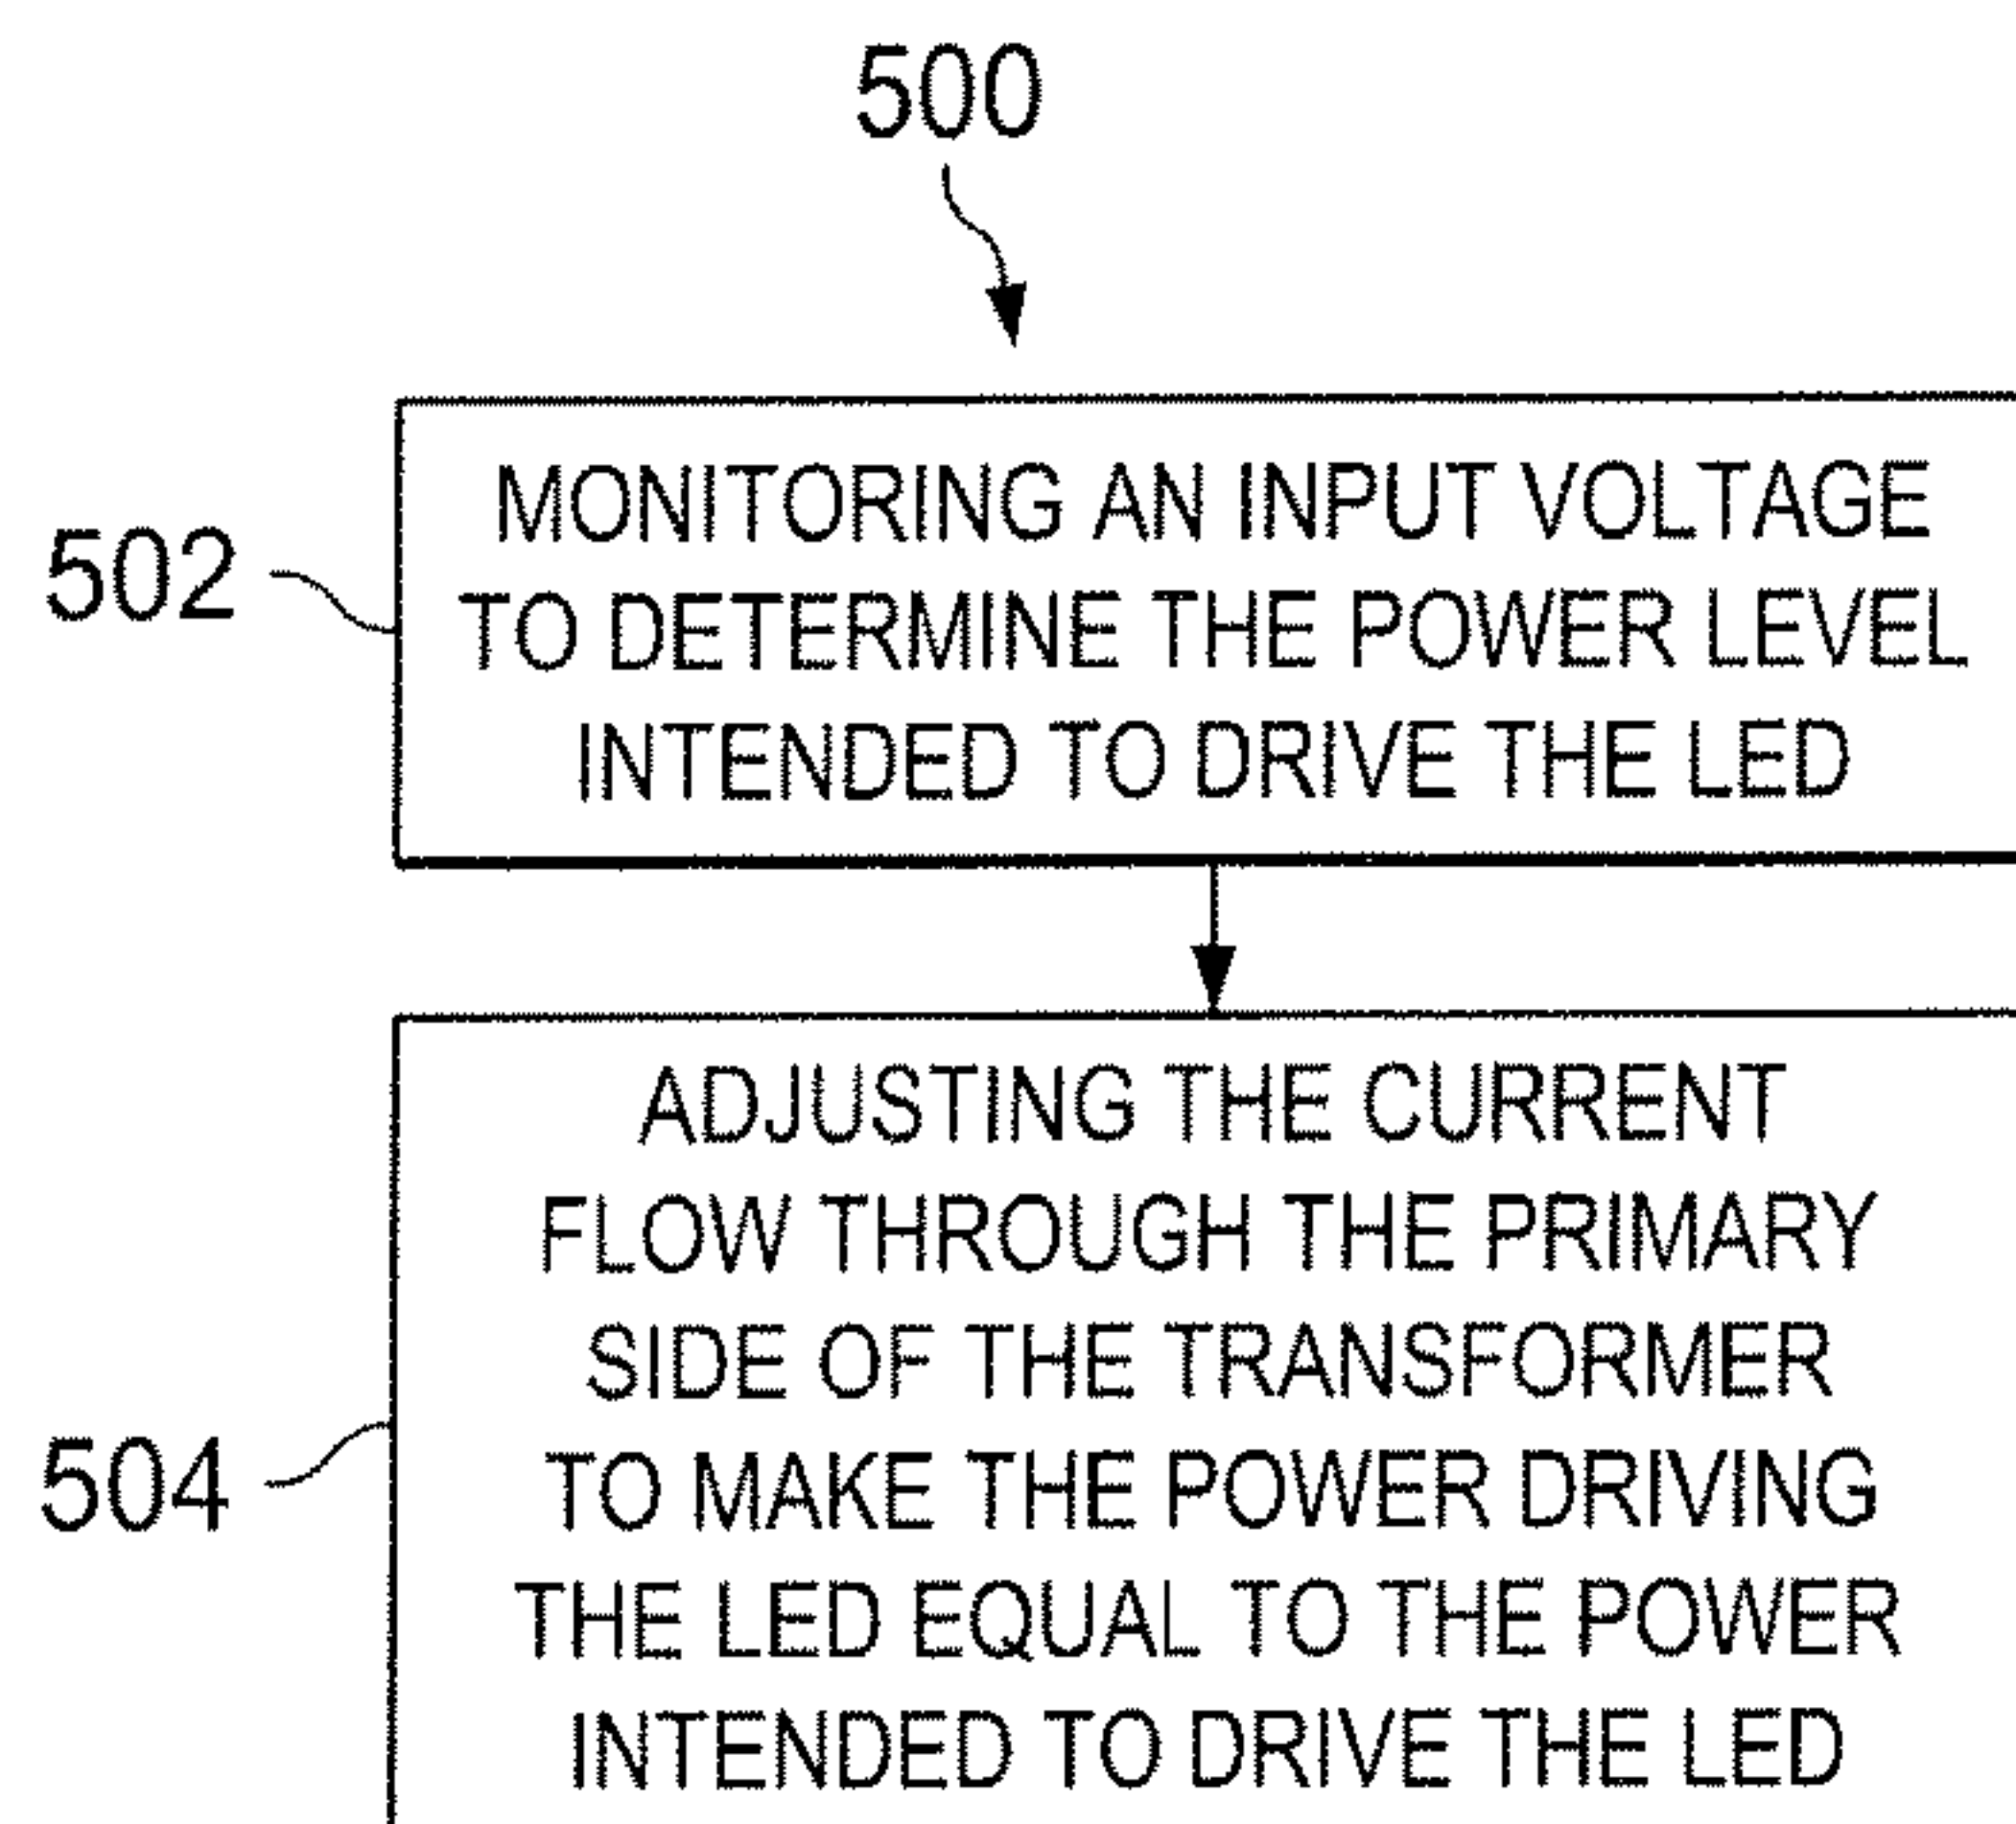 500
502
MONITORING AN INPUT VOLTAGE
TO DETERMINE THE POWER LEVEL
INTENDED TO DRIVE THE LED
504
ADJUSTING THE CURRENT
FLOW THROUGH THE PRIMARY
SIDE OF THE TRANSFORMER
TO MAKE THE POWER DRIVING
THE LED EQUAL TO THE POWER
INTENDED TO DRIVE THE LED